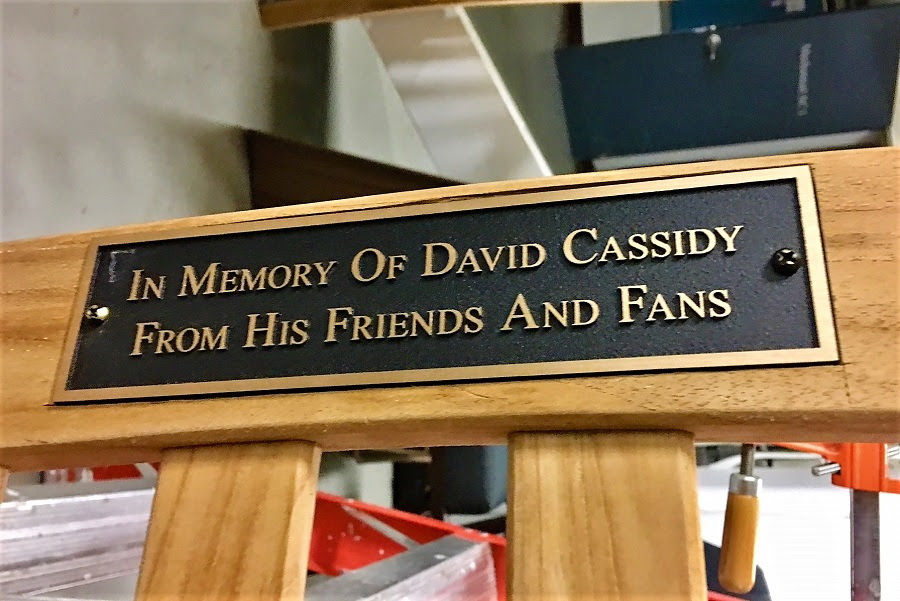 In Memory Of David Cassidy
From His Friends And Fans